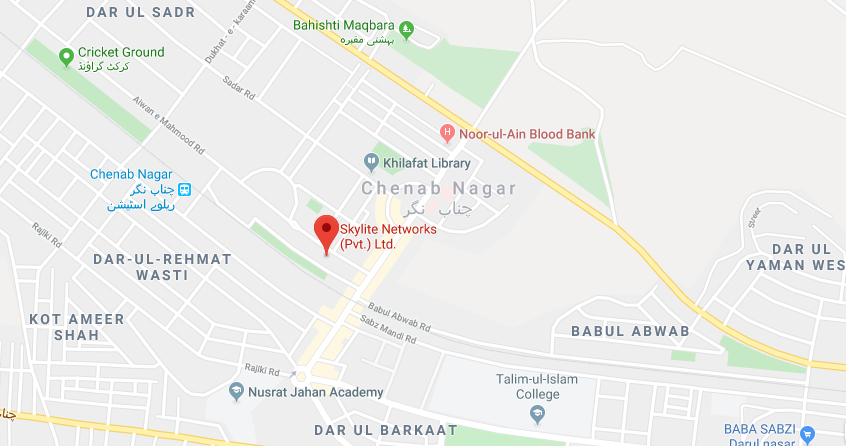 DAR UL SADR
Bahishti Maqbara
بہشتی مقبرہ
Cricket Ground
کرکٹ گراؤنڈ
Dukhat - e - karaam
Sadar Rd
Alwan e Mahmood Rd
Noor-ul-Ain Blood Bank
H
Khilafat Library
Chenab Nagar
چناب نگر
ریلوے اسٹیشن
Chenab Nagar
چناب نگر
Street
Rajiki Rd
Skylite Networks
(Pvt.) Ltd.
DAR-UL-REHMAT
WASTI
DAR UL
YAMAN WES
KOT AMEER
SHAH
Babul Abwab Rd
Sabz Mandi Rd
BABUL ABWAB
Rajiki Rd
Nusrat Jahan Academy
Talim-ul-Islam
College
DAR UL BARKAAT
BABA SABZI
Darul nasar